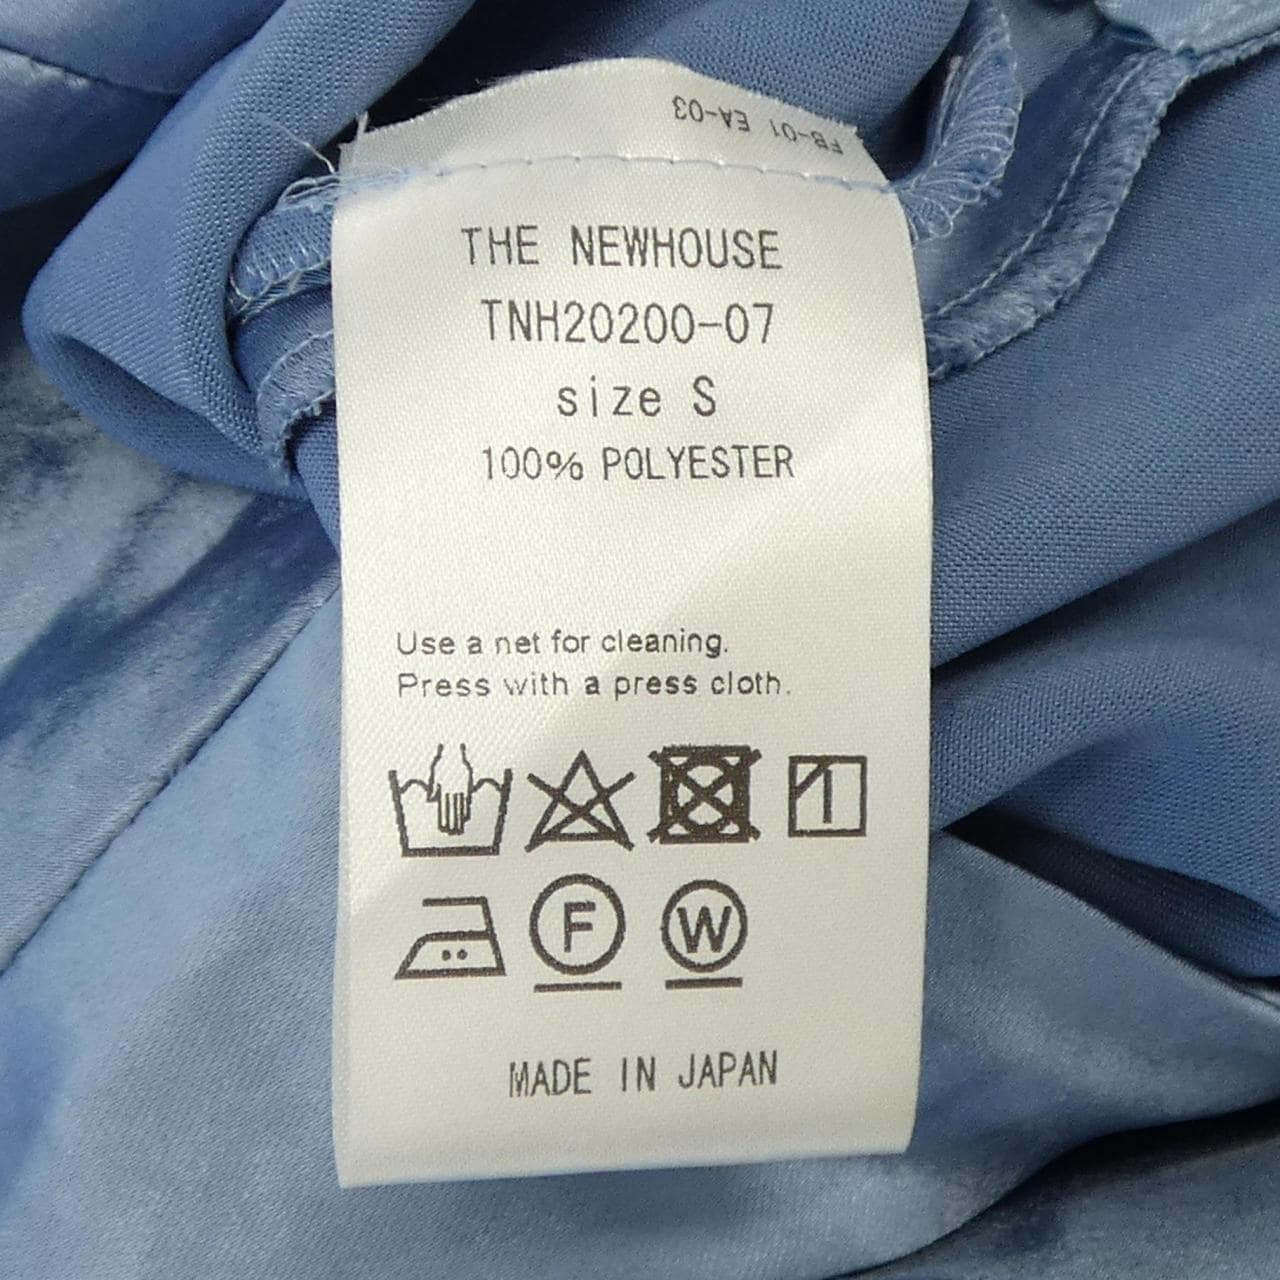 FB-01 EA-03
THE NEWHOUSE
TNH20200-07
size S
100% POLYESTER
Use a net for cleaning.
Press with a press cloth.
F W
MADE IN JAPAN